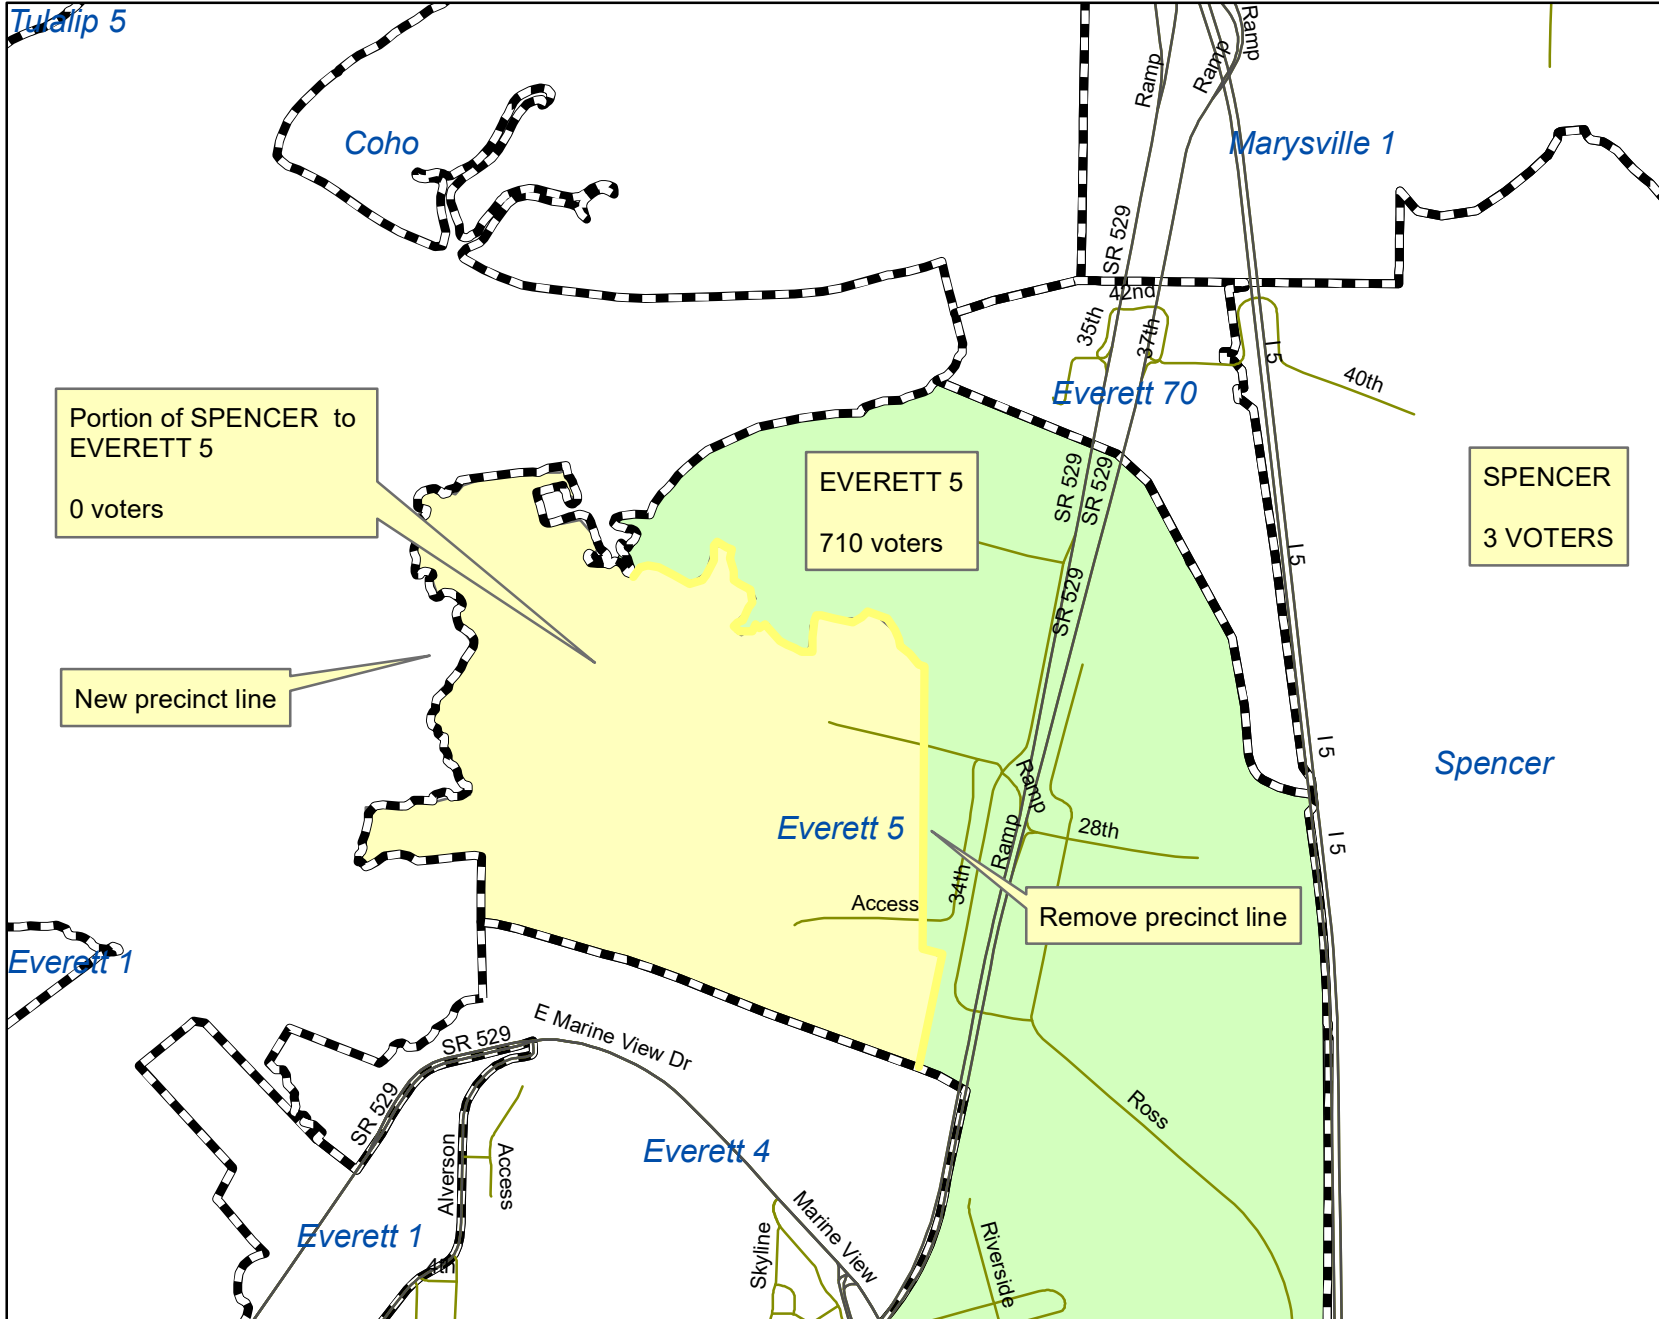 Tulalip 5
Coho
Marysville 1
Ramp
Ramp
Ramp
SR 529
42nd
35th
37th
I 5
40th
Everett 70
Portion of SPENCER to
EVERETT 5
0 voters
EVERETT 5
710 voters
SPENCER
3 VOTERS
SR 529
SR 529
SR 529
I 5
New precinct line
I 5
Spencer
Ramp
Ramp
Everett 5
28th
I 5
34th
Access
Remove precinct line
Everett 1
SR 529
E Marine View Dr
SR 529
Ross
Alverson
Access
Everett 4
Everett 1
4th
Skyline
Marine View
Riverside